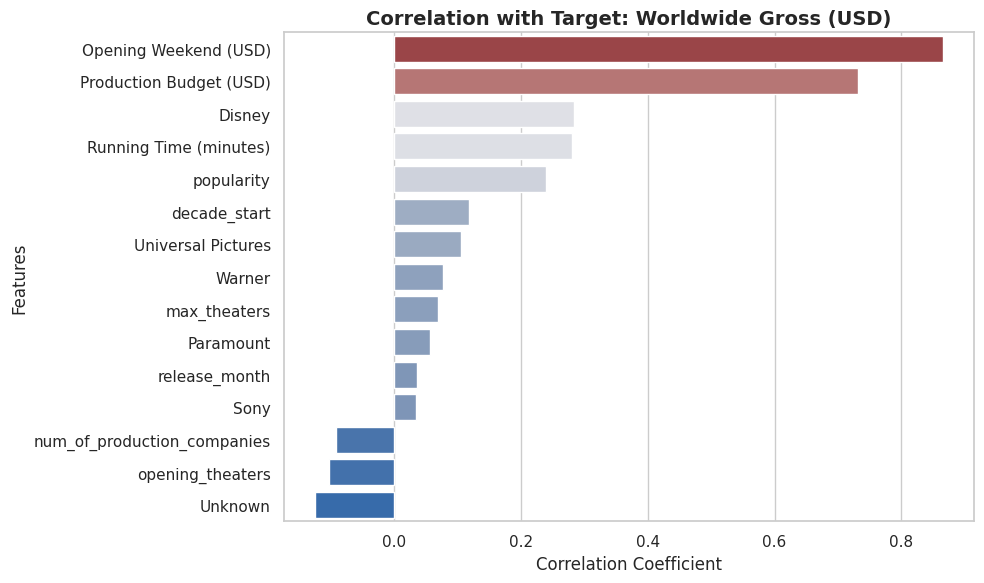 Correlation with Target: Worldwide Gross (USD)
Features
Opening Weekend (USD)
Production Budget (USD)
Disney
Running Time (minutes)
popularity
decade_start
Universal Pictures
Warner
max_theaters
Paramount
release_month
Sony
num_of_production_companies
opening_theaters
Unknown
0.0 0.2 0.4 0.6 0.8
Correlation Coefficient